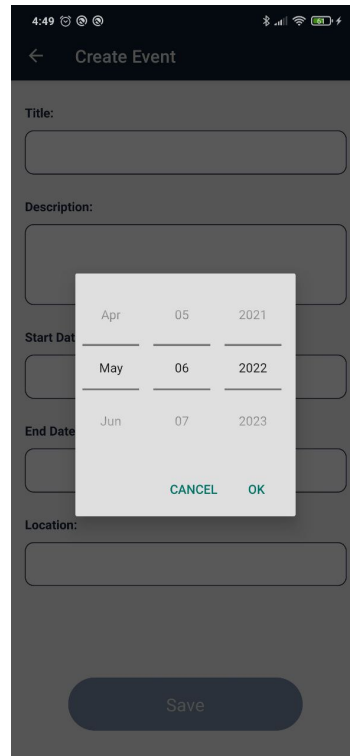 4:49
61
Create Event
Title:
Description:
Start Dat
End Date
Location:
Apr 05 2021
May 06 2022
Jun 07 2023
CANCEL OK
Save